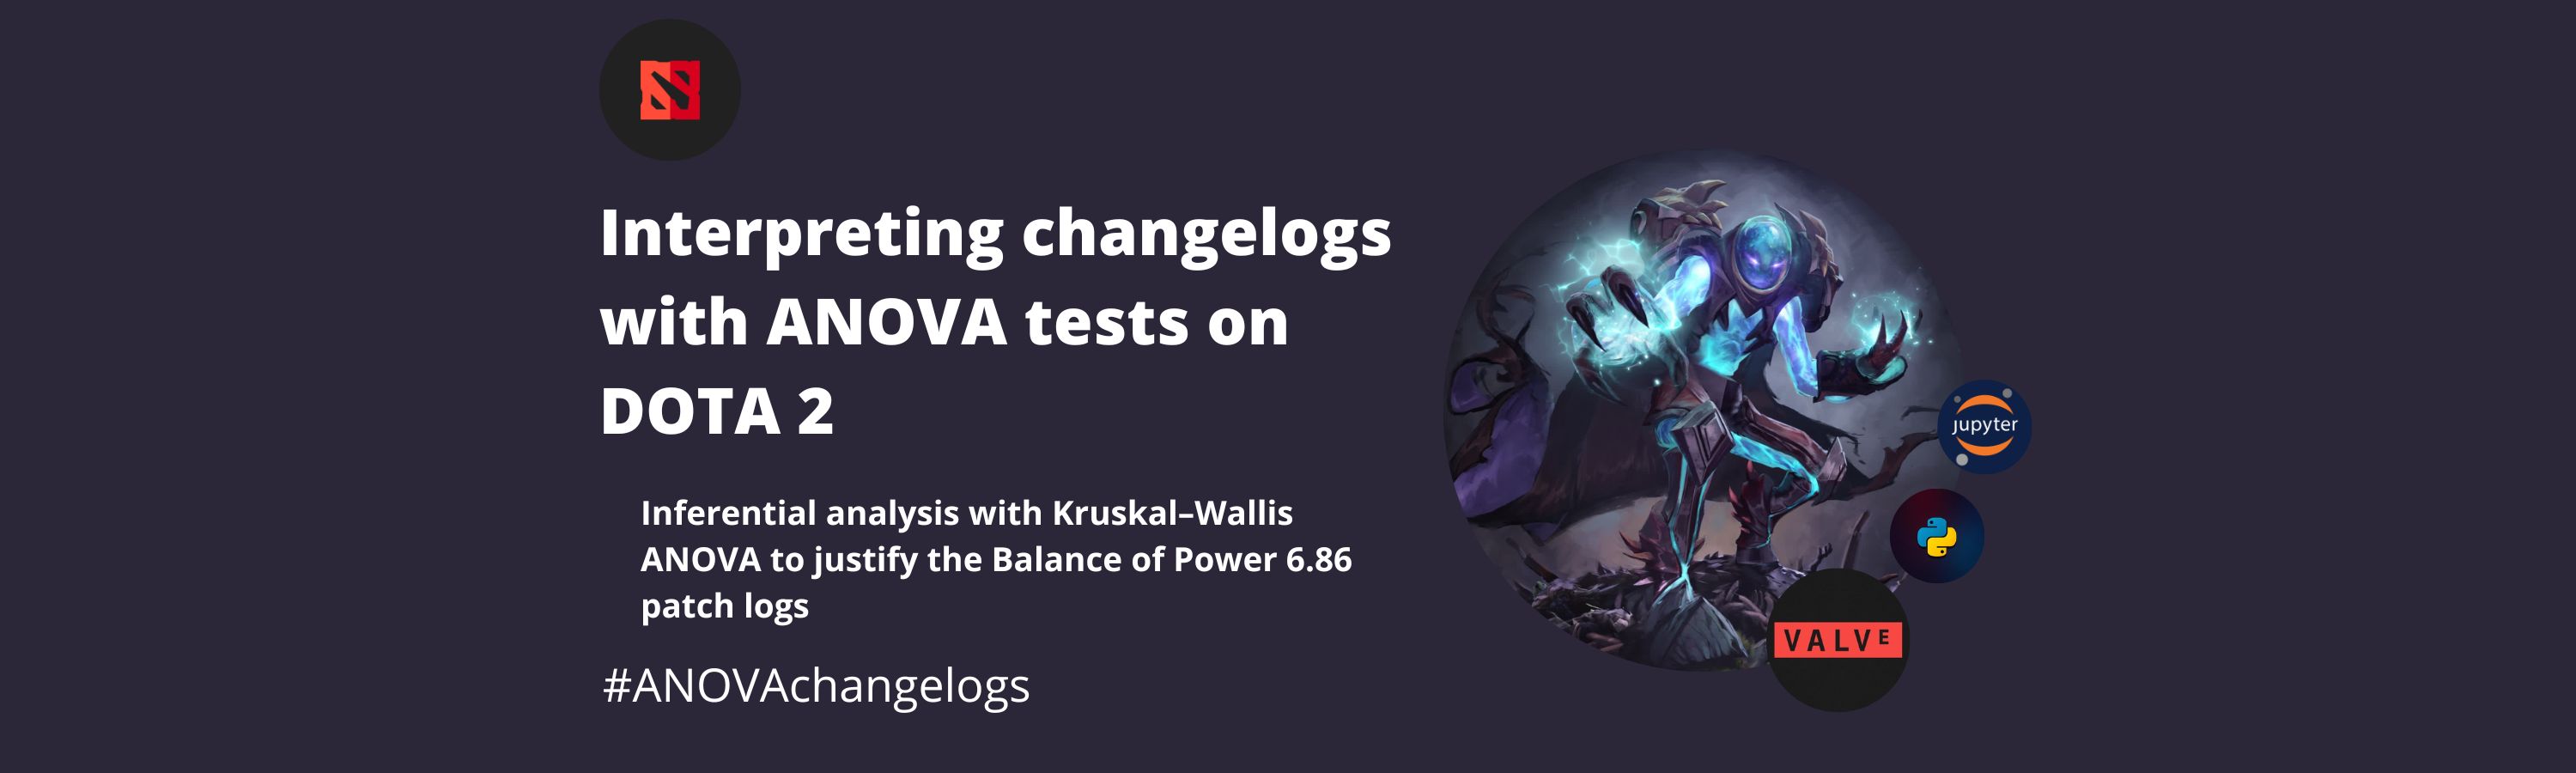 Interpreting changelogs
with ANOVA tests on
DOTA 2
Inferential analysis with Kruskal–Wallis
ANOVA to justify the Balance of Power 6.86
patch logs
#ANOVAchangelogs
jupyter
VALVE